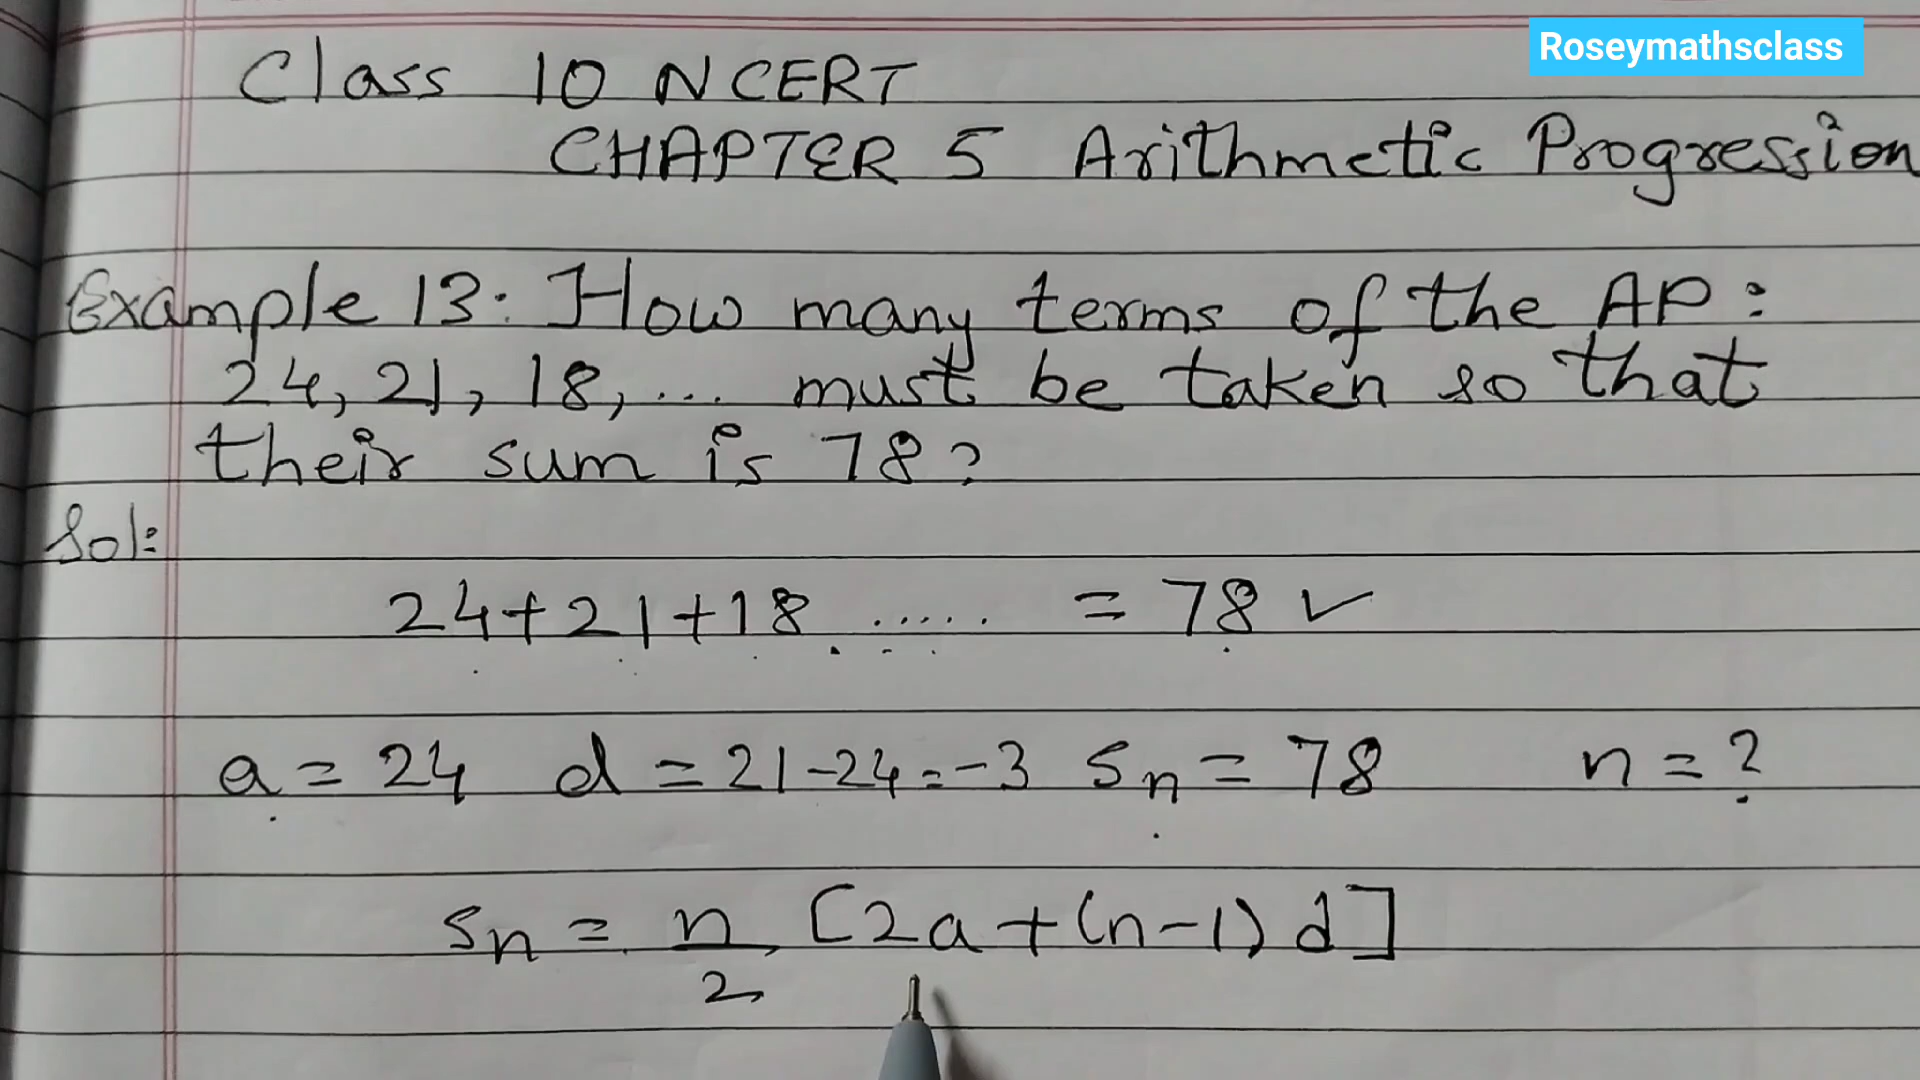 Roseymathsclass
Class 10 NCERT
CHAPTER 5 Arithmetic Progression
Example 13: How many terms of the AP:
24, 21, 18, ... must be taken so that
their sum is 78?
Sol:
24+21+18 ..... = 78 ✓
a = 24 d = 21-24 = -3 Sn = 78 n = ?
Sn = n/2 [2a+(n-1)d]